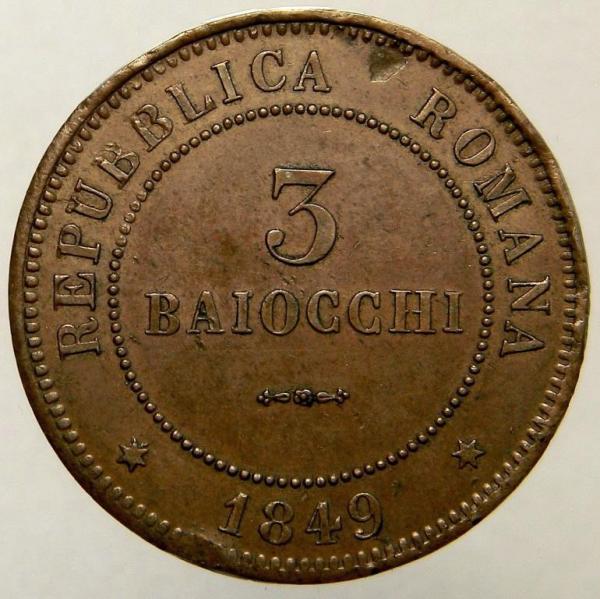 REPUBBLICA ROMANA
3
BAIOCCHI
1849